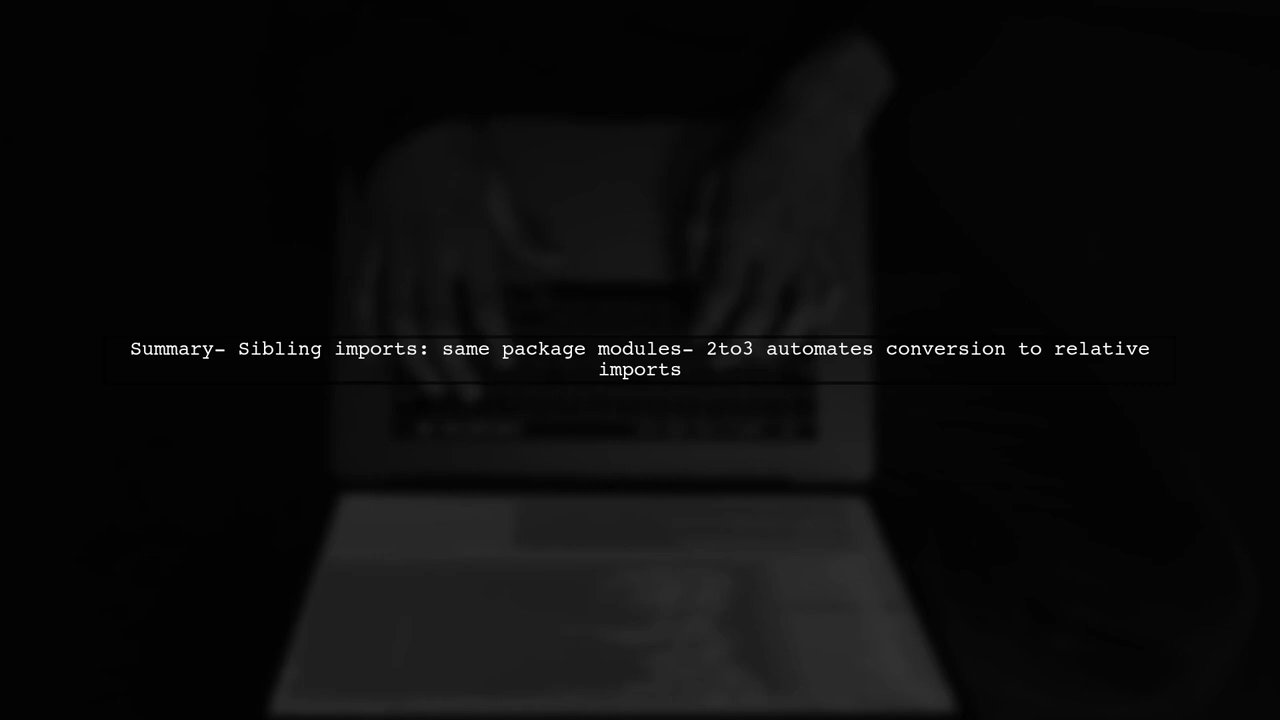 Summary- Sibling imports: same package modules- 2to3 automates conversion to relative
imports